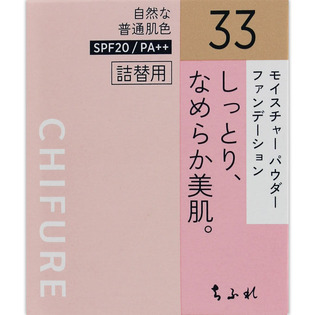 自然な
普通肌色
SPF20 / PA++
詰替用
33
モイスチャー パウダー
ファンデーション
しっとり、
なめらか美肌。
CHIFURE
ちふれ